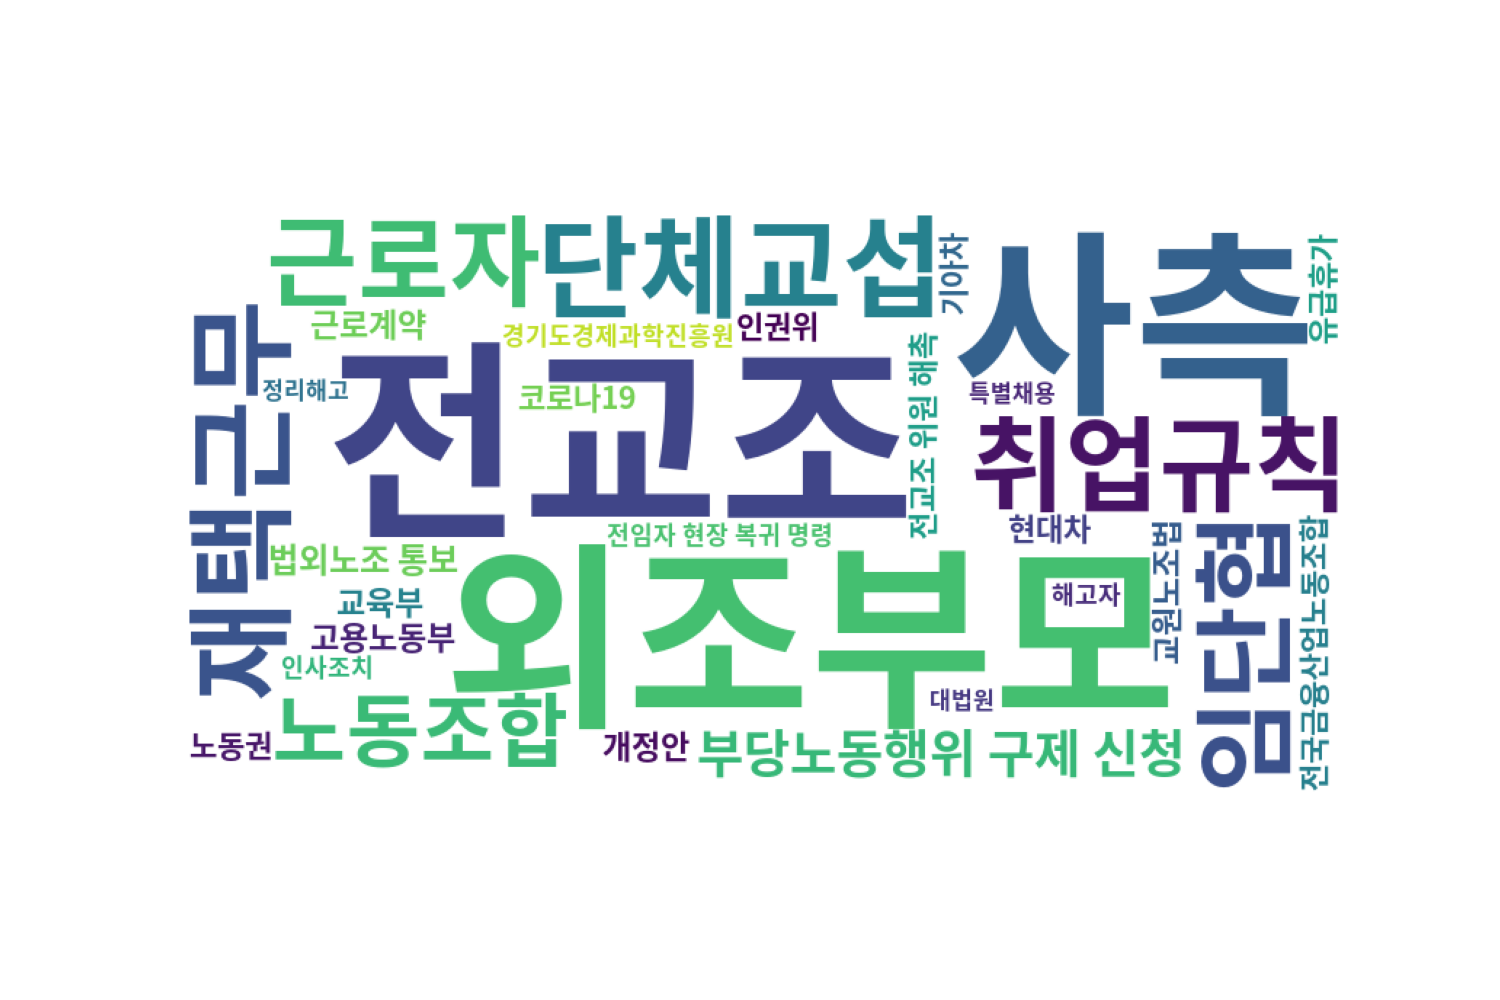 근로자
단체교섭
기아차
사측
유급휴가
근로계약
경기도경제과학진흥원
인권위
재택근무
정리해고
전교조
코로나19
전교조 위원 해촉
특별채용
취업규칙
전임자 현장 복귀 명령
현대차
법외노조 통보
외조부모
해고자
교원노조법
임단협
전국금융산업노동조합
교육부
고용노동부
인사조치
노동조합
대법원
노동권
개정안
부당노동행위 구제 신청